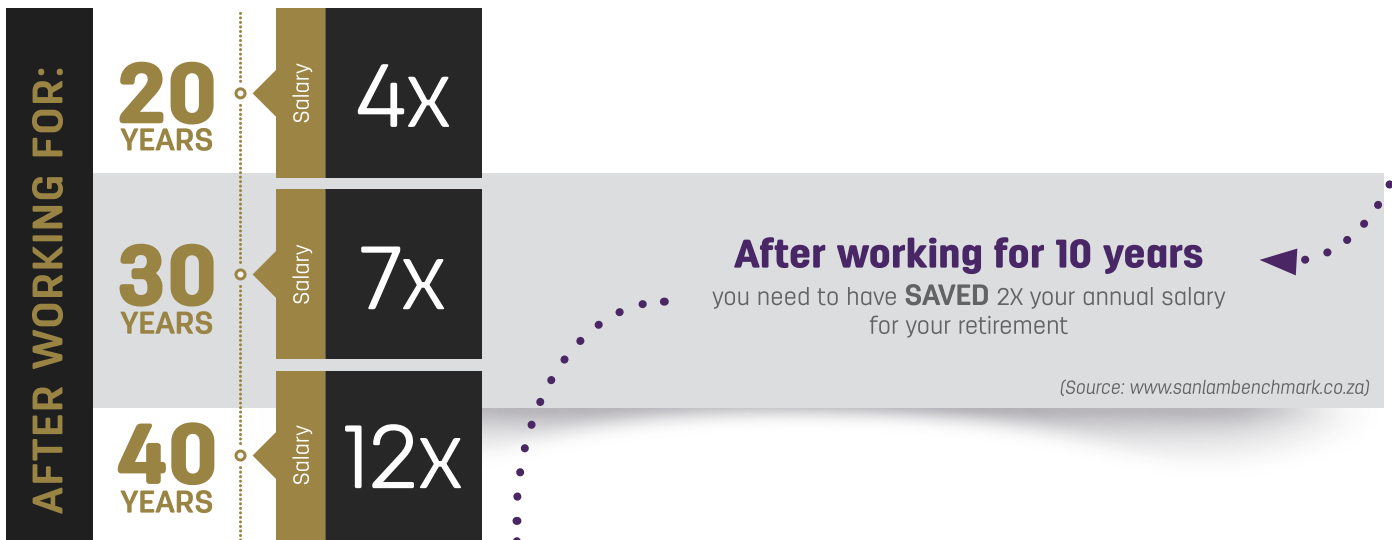 AFTER WORKING FOR:
20
YEARS
Salary
4x
30
YEARS
Salary
7x
40
YEARS
Salary
12x
After working for 10 years
you need to have SAVED 2X your annual salary
for your retirement
(Source: www.sanlambenchmark.co.za)